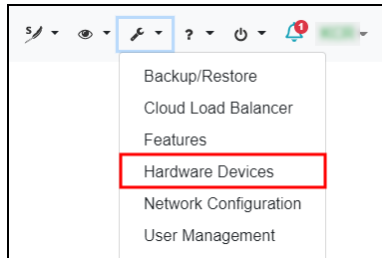 ?
1
Backup/Restore
Cloud Load Balancer
Features
Hardware Devices
Network Configuration
User Management